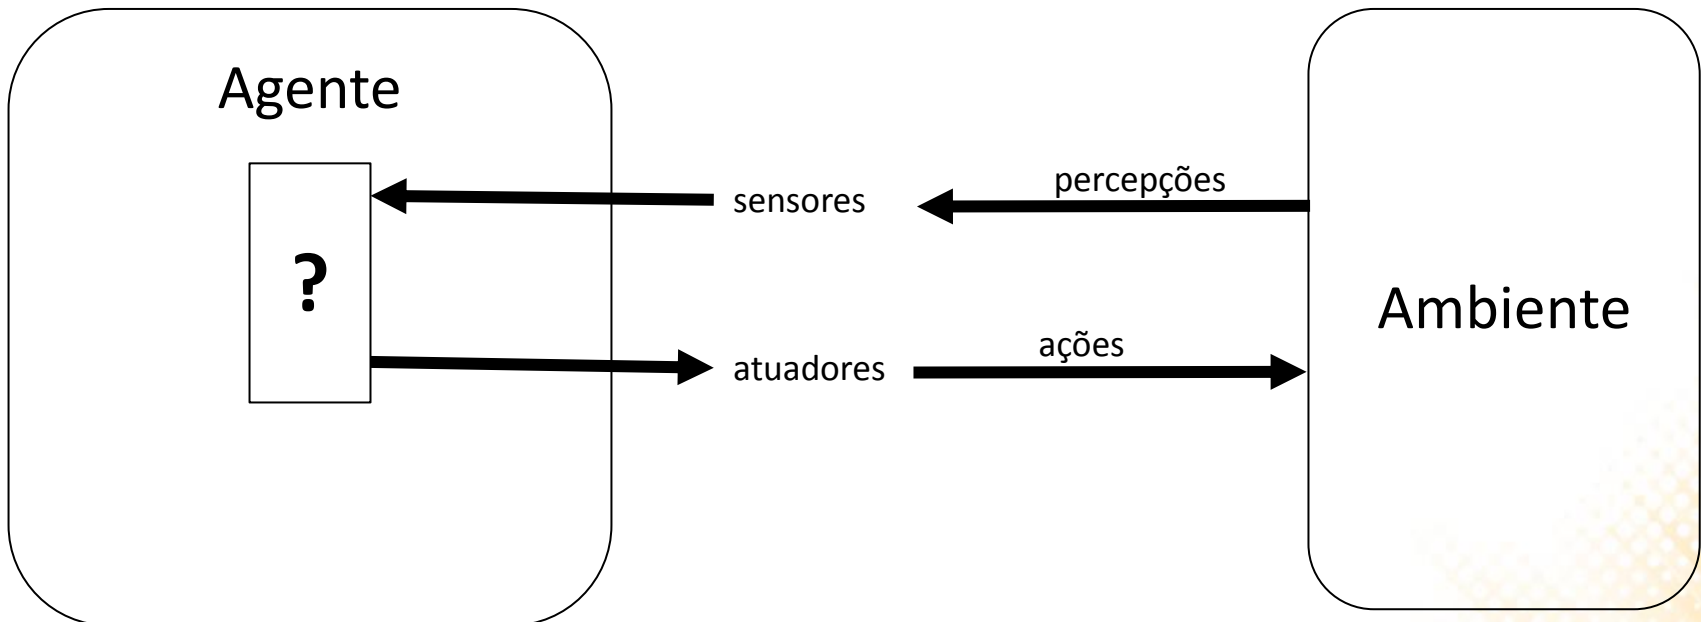 Agente
percepções
sensores
?
Ambiente
ações
atuadores